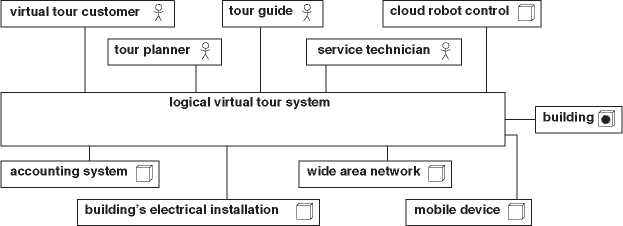 virtual tour customer
tour guide
cloud robot control
tour planner
service technician
logical virtual tour system
building
accounting system
wide area network
building's electrical installation
mobile device